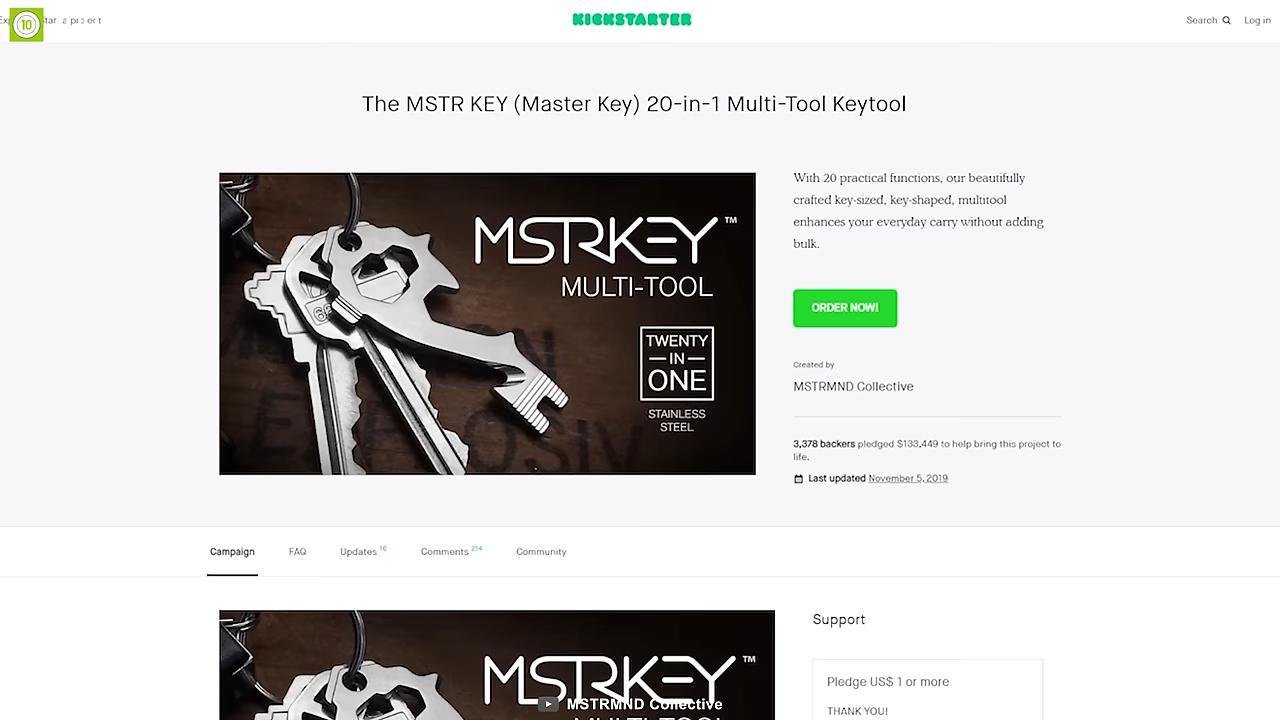 10
KICKSTARTER
Search
Log in
The MSTR KEY (Master Key) 20-in-1 Multi-Tool Keytool
MSTRKEY™
MULTI-TOOL
TWENTY
IN
ONE
STAINLESS
STEEL
With 20 practical functions, our beautifully
crafted key-sized, key-shaped, multitool
enhances your everyday carry without adding
bulk.
ORDER NOW!
Created by
MSTRMND Collective
3,378 backers pledged $133,449 to help bring this project to
life.
Last updated November 5, 2019
Campaign
FAQ
Updates 16
Comments 214
Community
MSTRKEY™
MSTRMND Collective
Support
Pledge US$ 1 or more
THANK YOU!